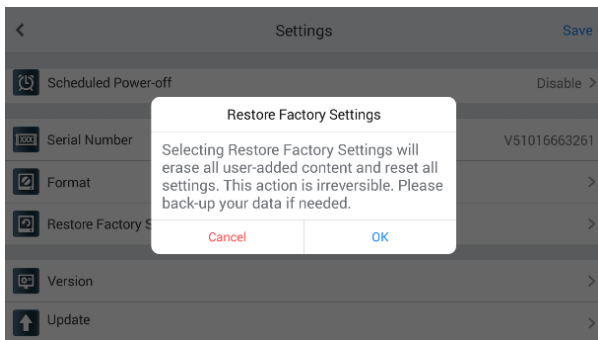 Settings
Save
Scheduled Power-off
Disable
Restore Factory Settings
Serial Number
V51016663261
Selecting Restore Factory Settings will
erase all user-added content and reset all
settings. This action is irreversible. Please
back-up your data if needed.
Format
Restore Factory S
Cancel
OK
Version
Update